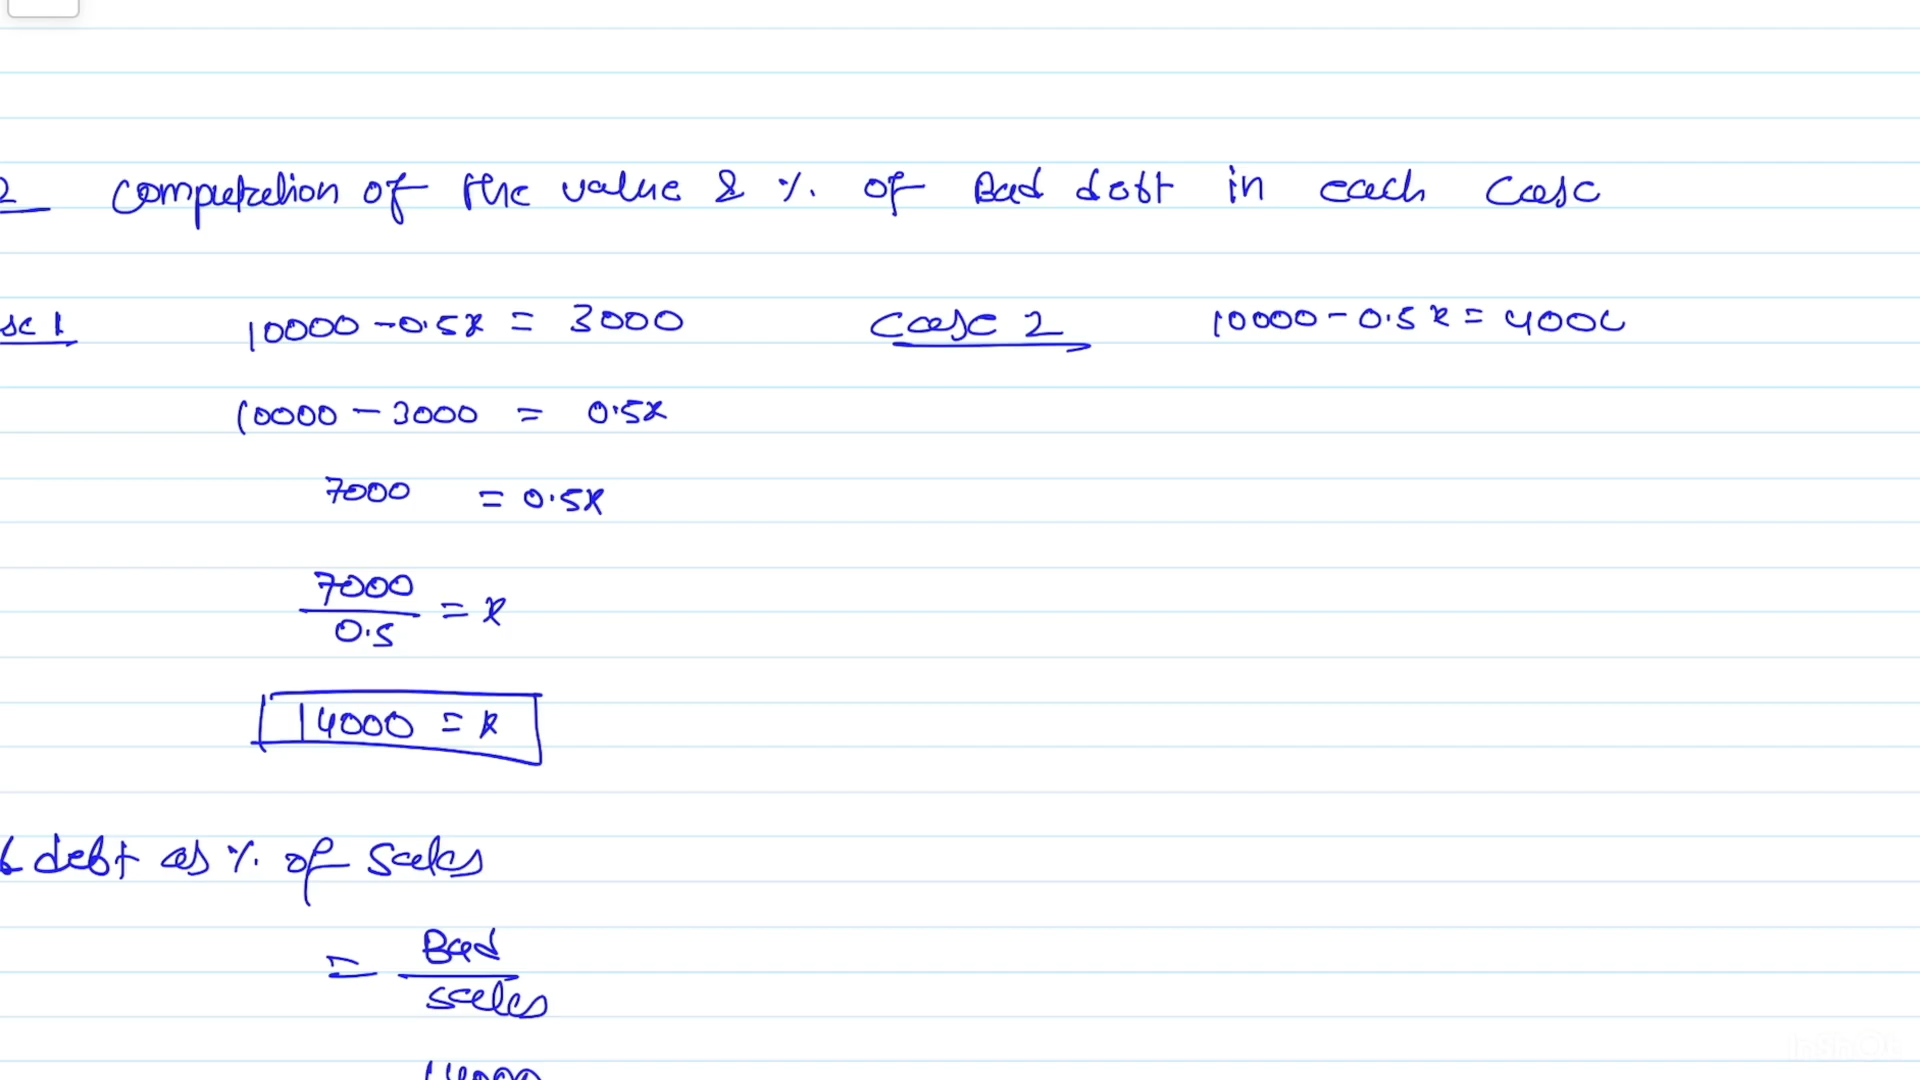 2 Computation of the value & % of Bad debt in each Case
se 1 10000 - 0.5x = 3000 Case 2 10000 - 0.5x = 4000
10000 - 3000 = 0.5x
7000 = 0.5x
7000
0.5 = x
14000 = x
debt as % of Sales
= Bad
Sales
14000